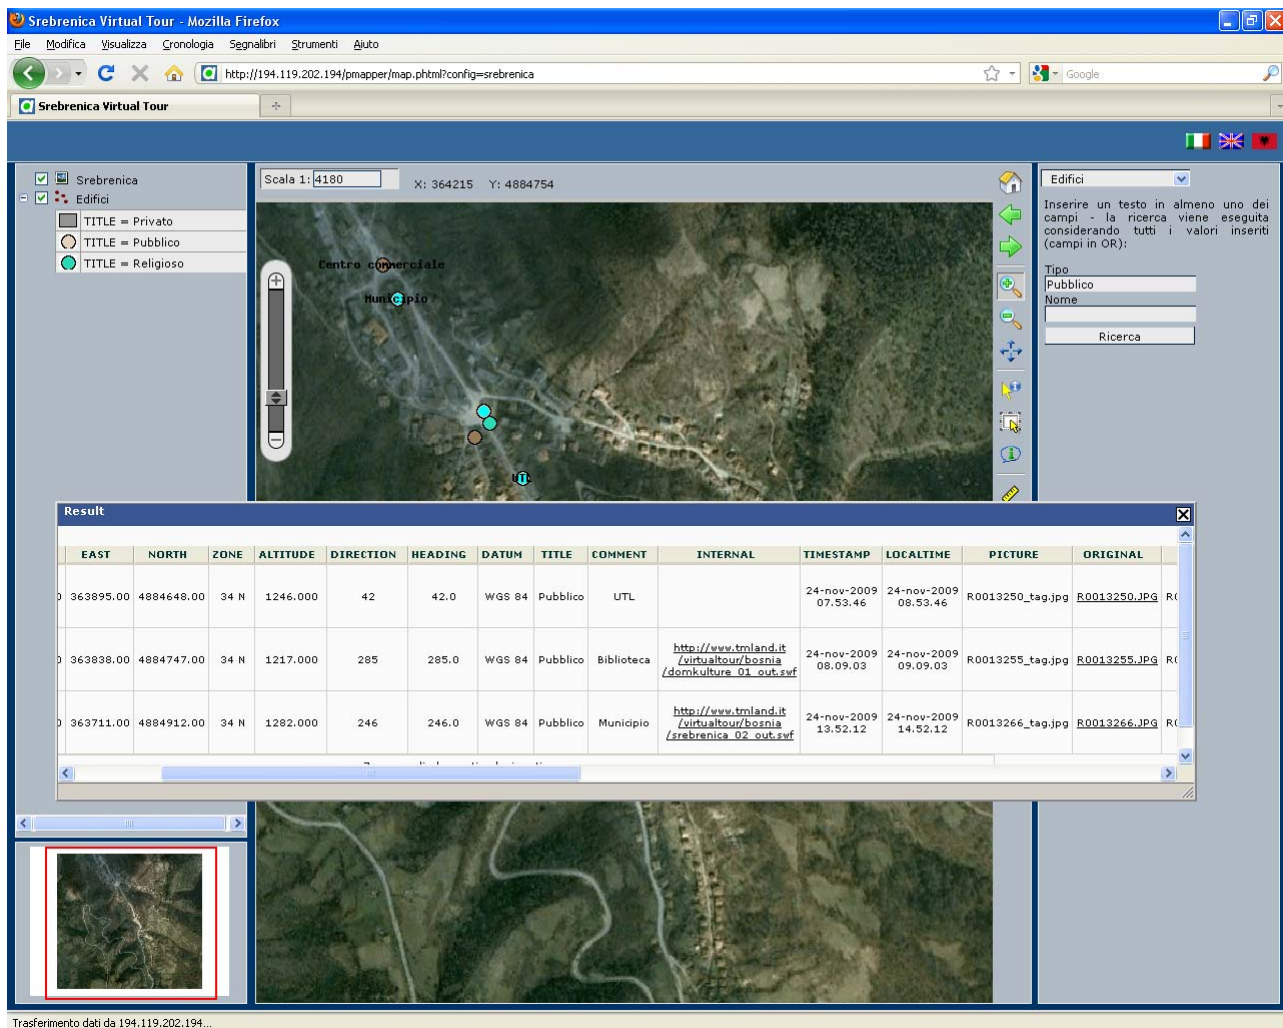 Srebrenica Virtual Tour - Mozilla Firefox
File Modifica Visualizza Cronologia Segnalibri Strumenti Aiuto
http://194.119.202.194/pmapper/map.phtml?config=srebrenica
Google
Srebrenica Virtual Tour
Srebrenica
Edifici
TITLE = Privato
TITLE = Pubblico
TITLE = Religioso
Scala 1: 4180
X: 364215 Y: 4884754
Centro commerciale
Municipio
UTL
Edifici
Inserire un testo in almeno uno dei
campi - la ricerca viene eseguita
considerando tutti i valori inseriti
(campi in OR):
Tipo
Pubblico
Nome
Ricerca
Result
EAST NORTH ZONE ALTITUDE DIRECTION HEADING DATUM TITLE COMMENT INTERNAL TIMESTAMP LOCALTIME PICTURE ORIGINAL
363895.00 4884648.00 34 N 1246.000 42 42.0 WGS 84 Pubblico UTL 24-nov-2009 07.53.46 24-nov-2009 08.53.46 R0013250_tag.jpg R0013250.JPG
363838.00 4884747.00 34 N 1217.000 285 285.0 WGS 84 Pubblico Biblioteca http://www.tmland.it/virtualtour/bosnia/domkulture_01_out.swf 24-nov-2009 08.09.03 24-nov-2009 09.09.03 R0013255_tag.jpg R0013255.JPG
363711.00 4884912.00 34 N 1282.000 246 246.0 WGS 84 Pubblico Municipio http://www.tmland.it/virtualtour/bosnia/srebrenica_02_out.swf 24-nov-2009 13.52.12 24-nov-2009 14.52.12 R0013266_tag.jpg R0013266.JPG
Trasferimento dati da 194.119.202.194...